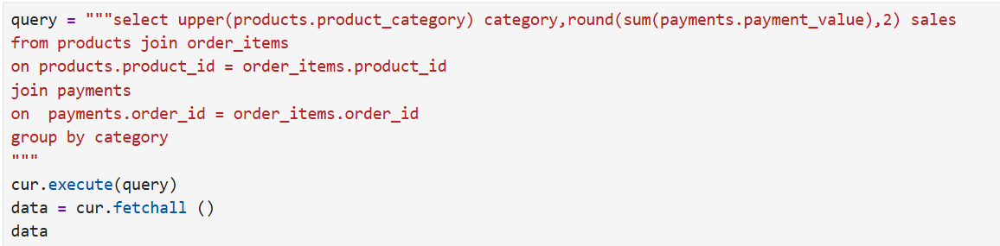 query = """select upper(products.product_category) category,round(sum(payments.payment_value),2) sales
from products join order_items
on products.product_id = order_items.product_id
join payments
on  payments.order_id = order_items.order_id
group by category
"""
cur.execute(query)
data = cur.fetchall ()
data